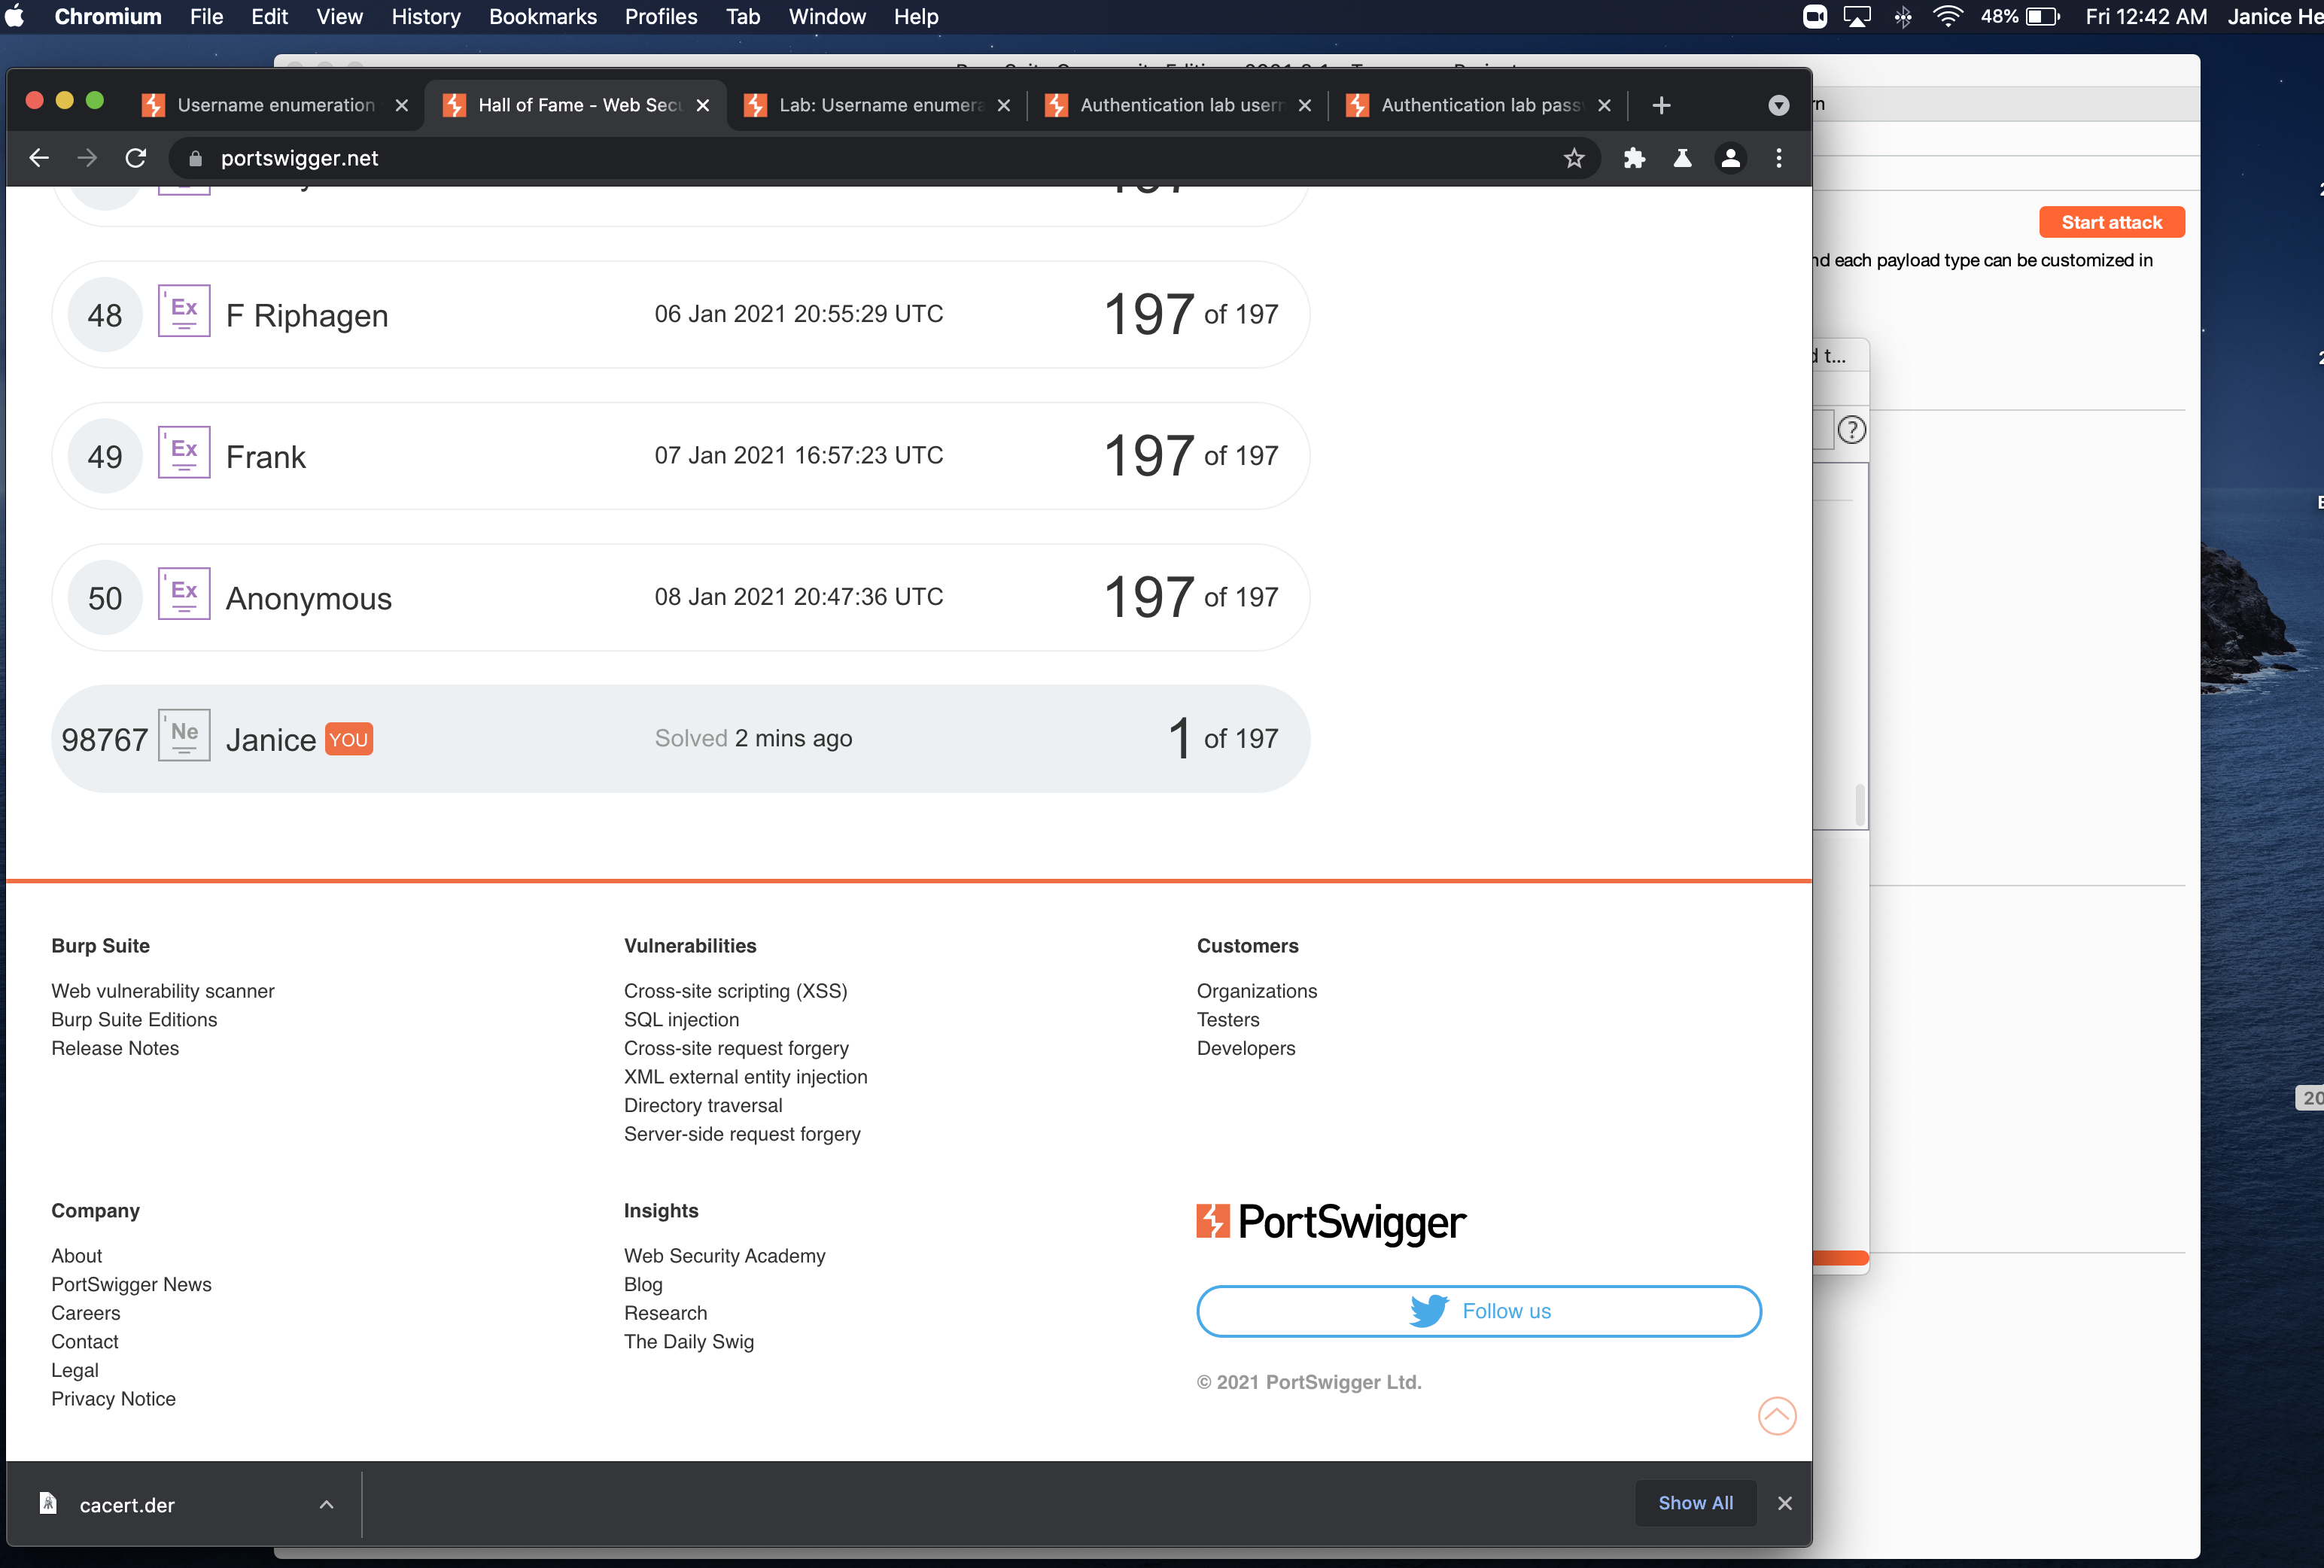 Chromium File Edit View History Bookmarks Profiles Tab Window Help 48% Fri 12:42 AM Janice He
Username enumeration Hall of Fame - Web Secu Lab: Username enumera Authentication lab usern Authentication lab pass
portswigger.net
Start attack
each payload type can be customized in
48 Ex F Riphagen 06 Jan 2021 20:55:29 UTC 197 of 197
49 Ex Frank 07 Jan 2021 16:57:23 UTC 197 of 197
50 Ex Anonymous 08 Jan 2021 20:47:36 UTC 197 of 197
98767 Ne Janice YOU Solved 2 mins ago 1 of 197
Burp Suite
Web vulnerability scanner
Burp Suite Editions
Release Notes
Vulnerabilities
Cross-site scripting (XSS)
SQL injection
Cross-site request forgery
XML external entity injection
Directory traversal
Server-side request forgery
Customers
Organizations
Testers
Developers
Company
About
PortSwigger News
Careers
Contact
Legal
Privacy Notice
Insights
Web Security Academy
Blog
Research
The Daily Swig
PortSwigger
Follow us
© 2021 PortSwigger Ltd.
cacert.der
Show All